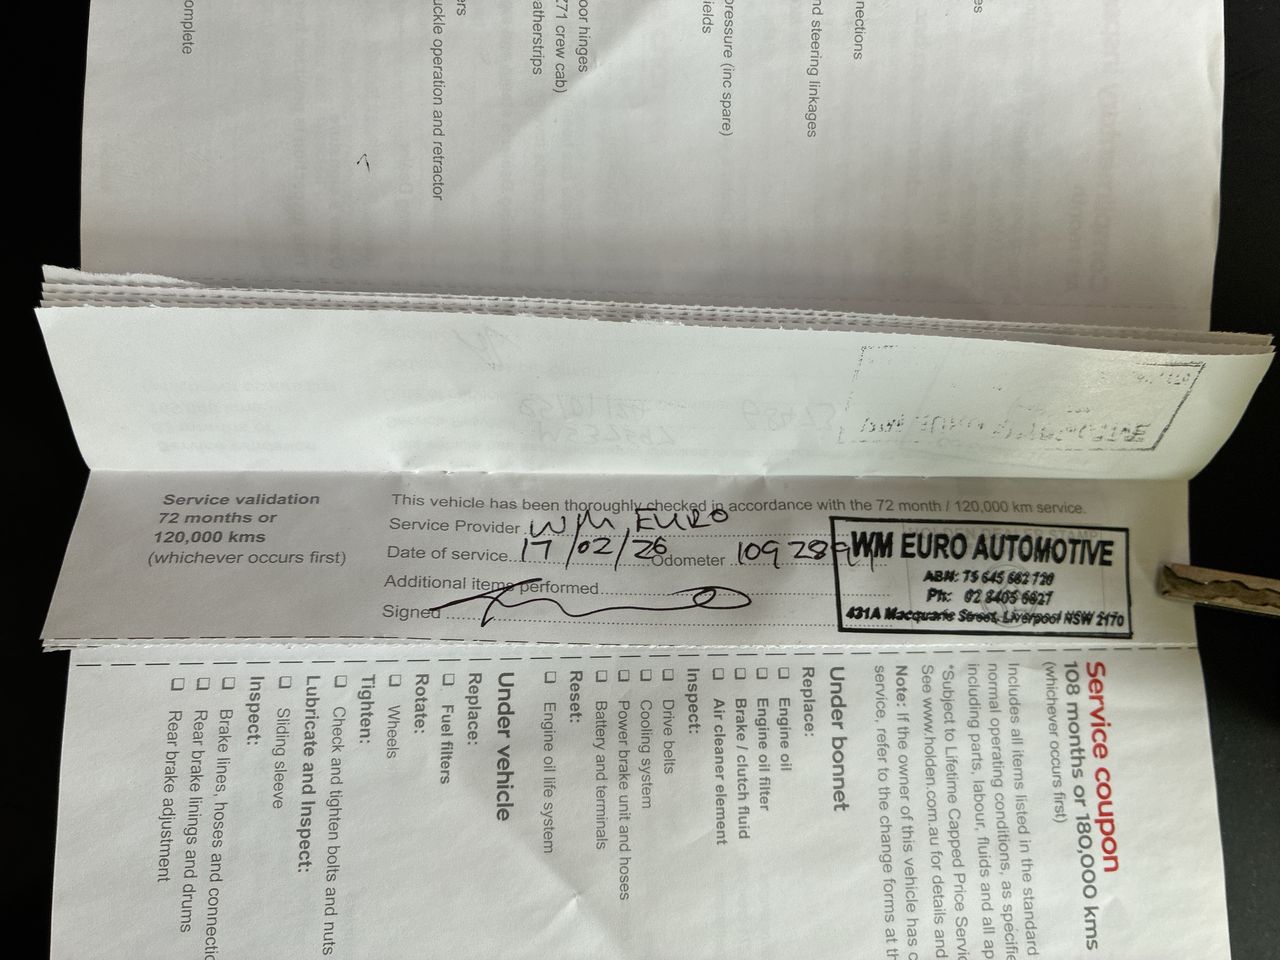 omplete
uckle operation and retractor
ers
atherstrips
Z71 crew cab)
oor hinges
ields
pressure (inc spare)
nd steering linkages
nections
es
Service validation
72 months or
120,000 kms
(whichever occurs first)
This vehicle has been thoroughly checked in accordance with the 72 month / 120,000 km service.
Service Provider WM EURO
Date of service 17/02/26 Odometer 109289
Additional items performed
Signed
WM EURO AUTOMOTIVE
ABN: 75 645 662 720
Ph: 02 8405 6627
431A Macquarie Street, Liverpool NSW 2170
Service coupon
108 months or 180,000 kms
(whichever occurs first)
Includes all items listed in the standard
normal operating conditions, as specifie
including parts, labour, fluids and all ap
*Subject to Lifetime Capped Price Servic
See www.holden.com.au for details and
Note: If the owner of this vehicle has c
service, refer to the change forms at th
Under bonnet
Replace:
❑ Engine oil
❑ Engine oil filter
❑ Brake / clutch fluid
❑ Air cleaner element
Inspect:
❑ Drive belts
❑ Cooling system
❑ Power brake unit and hoses
❑ Battery and terminals
Reset:
❑ Engine oil life system
Under vehicle
Replace:
❑ Fuel filters
Rotate:
❑ Wheels
Tighten:
❑ Check and tighten bolts and nuts
Lubricate and Inspect:
❑ Sliding sleeve
Inspect:
❑ Brake lines, hoses and connectio
❑ Rear brake linings and drums
❑ Rear brake adjustment